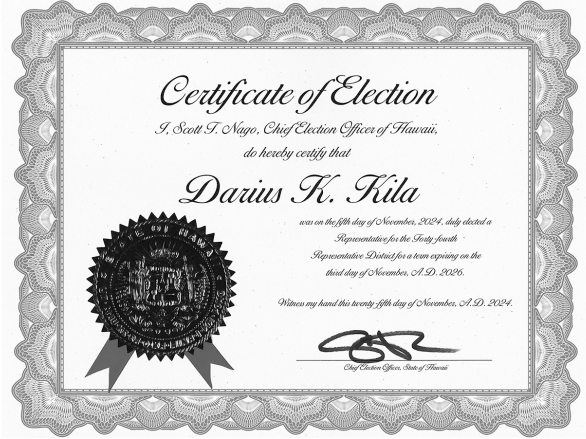 Certificate of Election
I, Scott T. Nago, Chief Election Officer of Hawaii,
do hereby certify that
Darius K. Kila
was on the fifth day of November, 2024, duly elected a
Representative for the Forty-fourth
Representative District for a term expiring on the
third day of November, A.D. 2026.
Witness my hand this twenty-fifth day of November, A.D. 2024.
Chief Election Officer, State of Hawaii